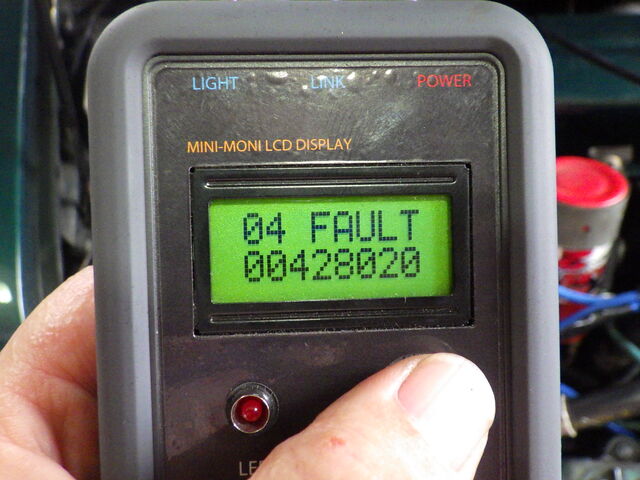 LIGHT LINK POWER
MINI-MONI LCD DISPLAY
04 FAULT
00428020